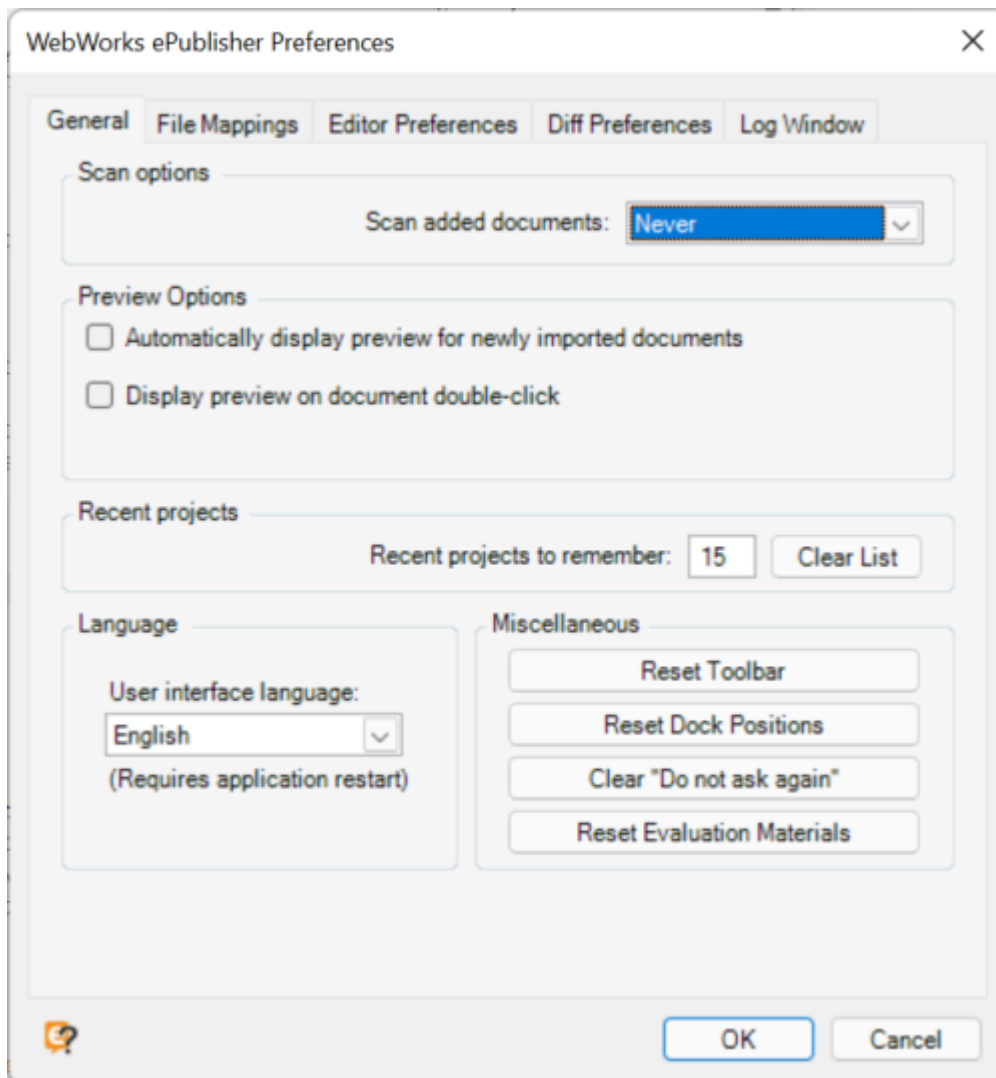 WebWorks ePublisher Preferences
General File Mappings Editor Preferences Diff Preferences Log Window
Scan options
Scan added documents: Never
Preview Options
Automatically display preview for newly imported documents
Display preview on document double-click
Recent projects
Recent projects to remember: 15 Clear List
Language
User interface language:
English
(Requires application restart)
Miscellaneous
Reset Toolbar
Reset Dock Positions
Clear "Do not ask again"
Reset Evaluation Materials
OK Cancel